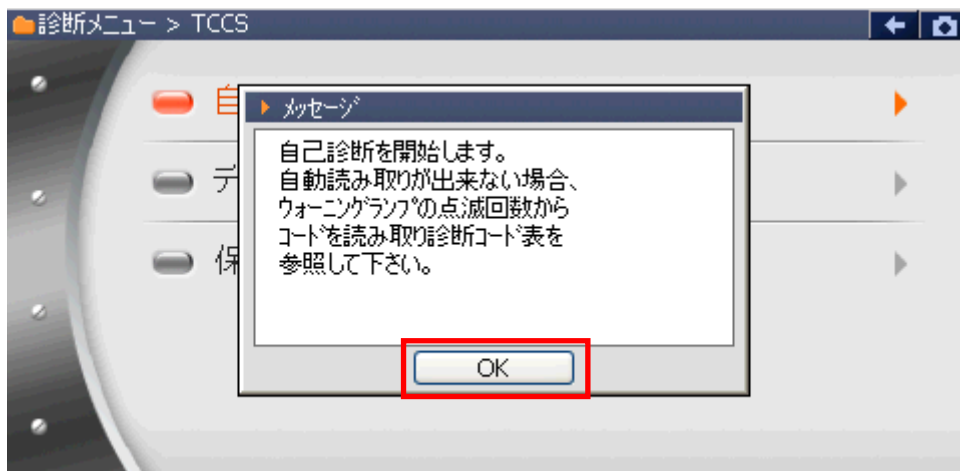 診断メニュー > TCCS
自
メッセージ
自己診断を開始します。
自動読み取りが出来ない場合、
ウォーニングランプの点滅回数から
コードを読み取り診断コード表を
参照して下さい。
デ
保
OK